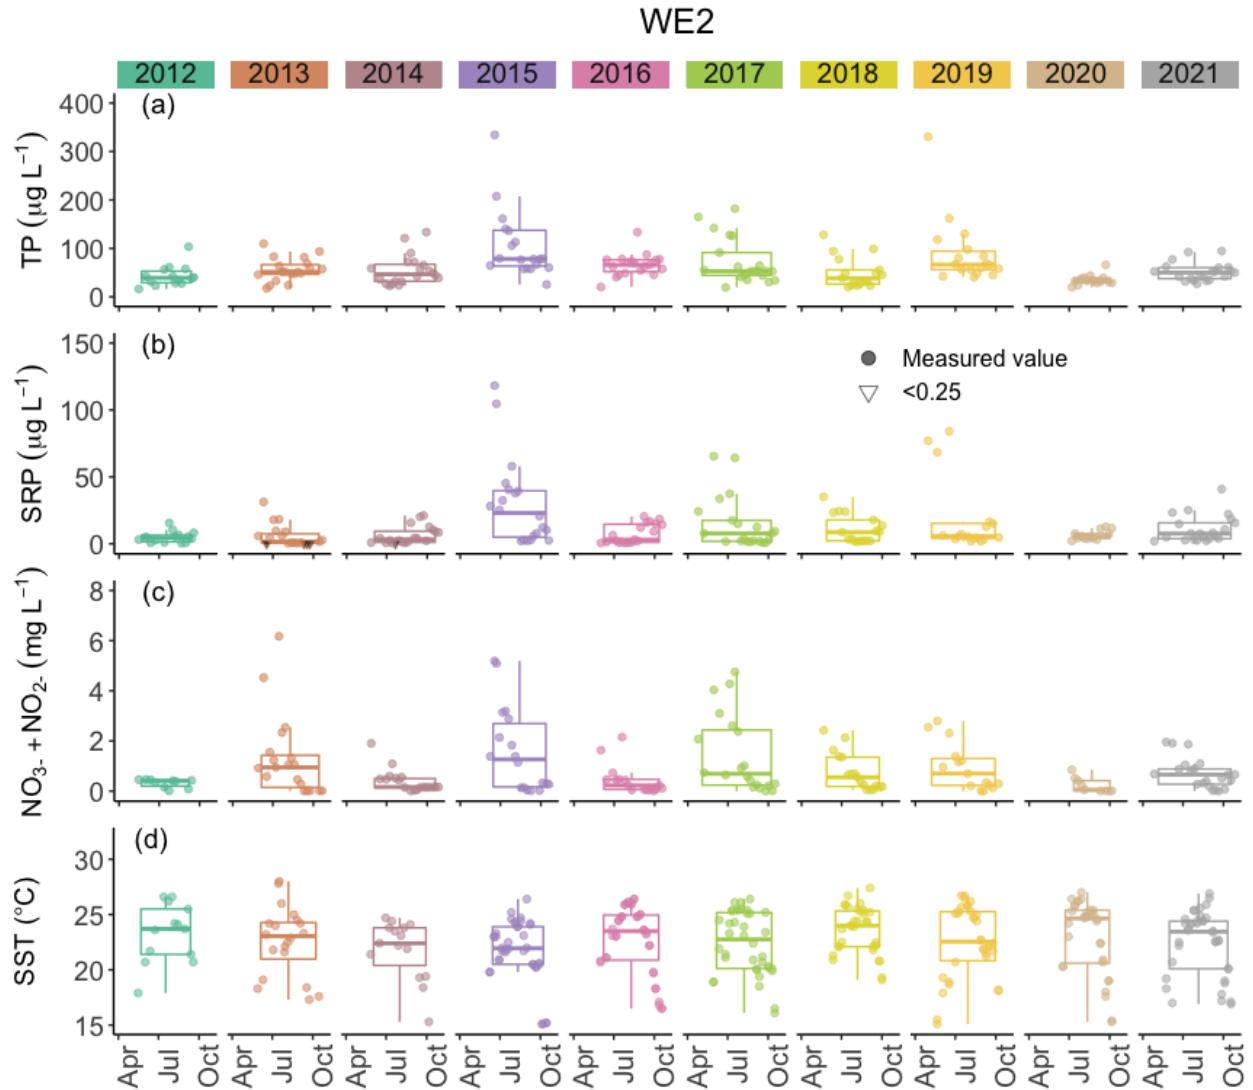 WE2
2012 2013 2014 2015 2016 2017 2018 2019 2020 2021
(a)
TP (µg L⁻¹)
400
300
200
100
0
(b)
SRP (µg L⁻¹)
150
100
50
0
Measured value
<0.25
(c)
NO₃₋ + NO₂₋ (mg L⁻¹)
8
6
4
2
0
(d)
SST (°C)
30
25
20
15
Apr Jul Oct Apr Jul Oct Apr Jul Oct Apr Jul Oct Apr Jul Oct Apr Jul Oct Apr Jul Oct Apr Jul Oct Apr Jul Oct Apr Jul Oct